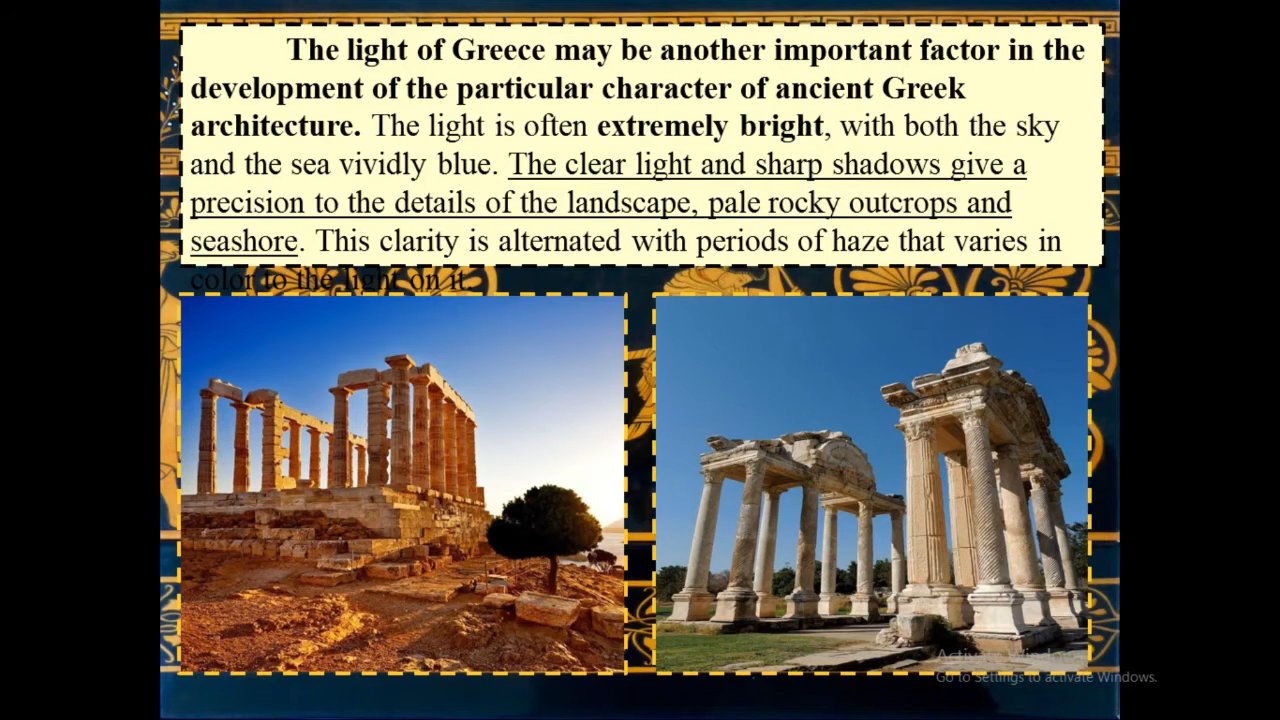 The light of Greece may be another important factor in the
development of the particular character of ancient Greek
architecture. The light is often extremely bright, with both the sky
and the sea vividly blue. The clear light and sharp shadows give a
precision to the details of the landscape, pale rocky outcrops and
seashore. This clarity is alternated with periods of haze that varies in
color to the light on it.
Activate Windows
Go to Settings to activate Windows.